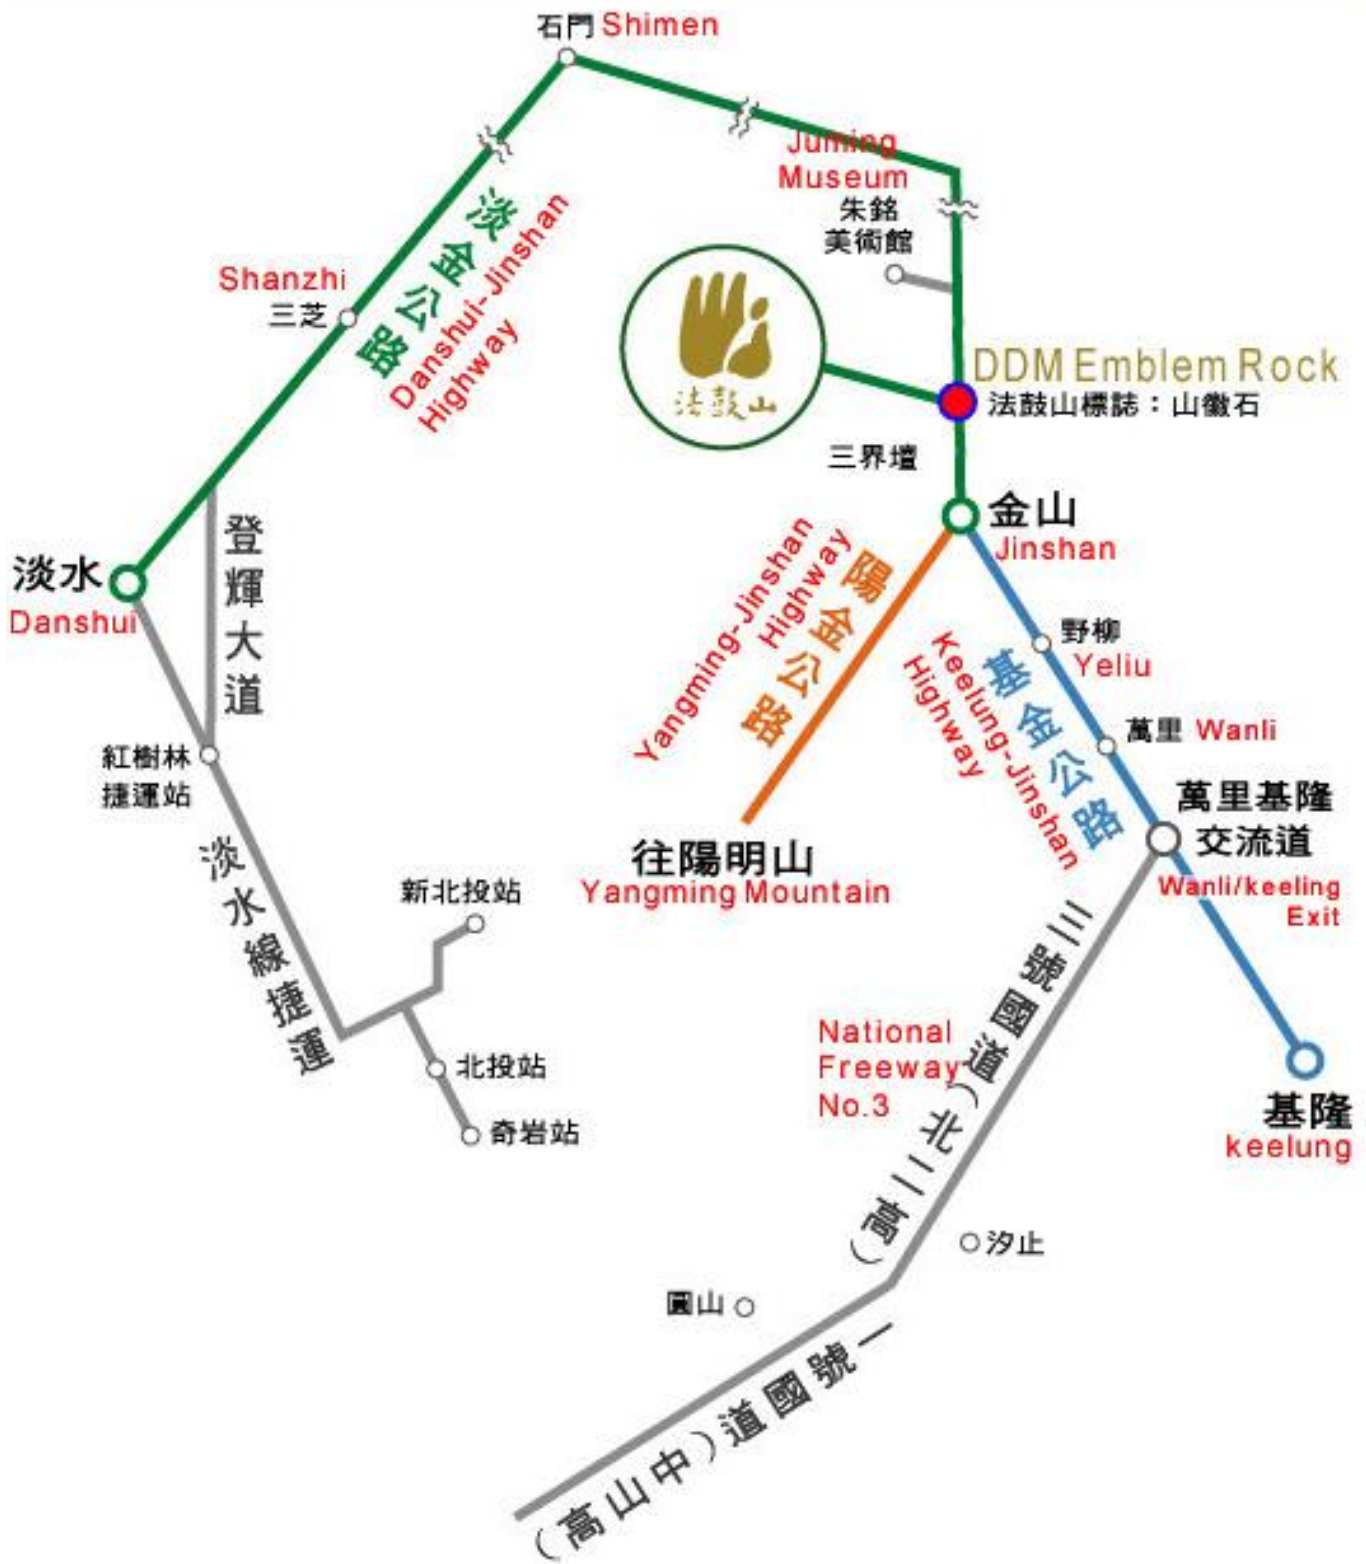 石門 Shimen
Juming
Museum
朱銘
美術館
淡金公路
Danshui-Jinshan
Highway
Shanzhi
三芝
法鼓山
DDM Emblem Rock
法鼓山標誌：山徽石
三界壇
金山
Jinshan
登輝大道
淡水
Danshui
Yangming-Jinshan
Highway
陽金公路
野柳
Yeliu
基金公路
Keelung-Jinshan
Highway
萬里 Wanli
紅樹林
捷運站
萬里基隆
交流道
Wanli/keeling
Exit
往陽明山
Yangming Mountain
淡水線捷運
新北投站
北投站
奇岩站
三號國道（北二高）
National
Freeway
No.3
基隆
keelung
汐止
圓山
一號國道（中山高）